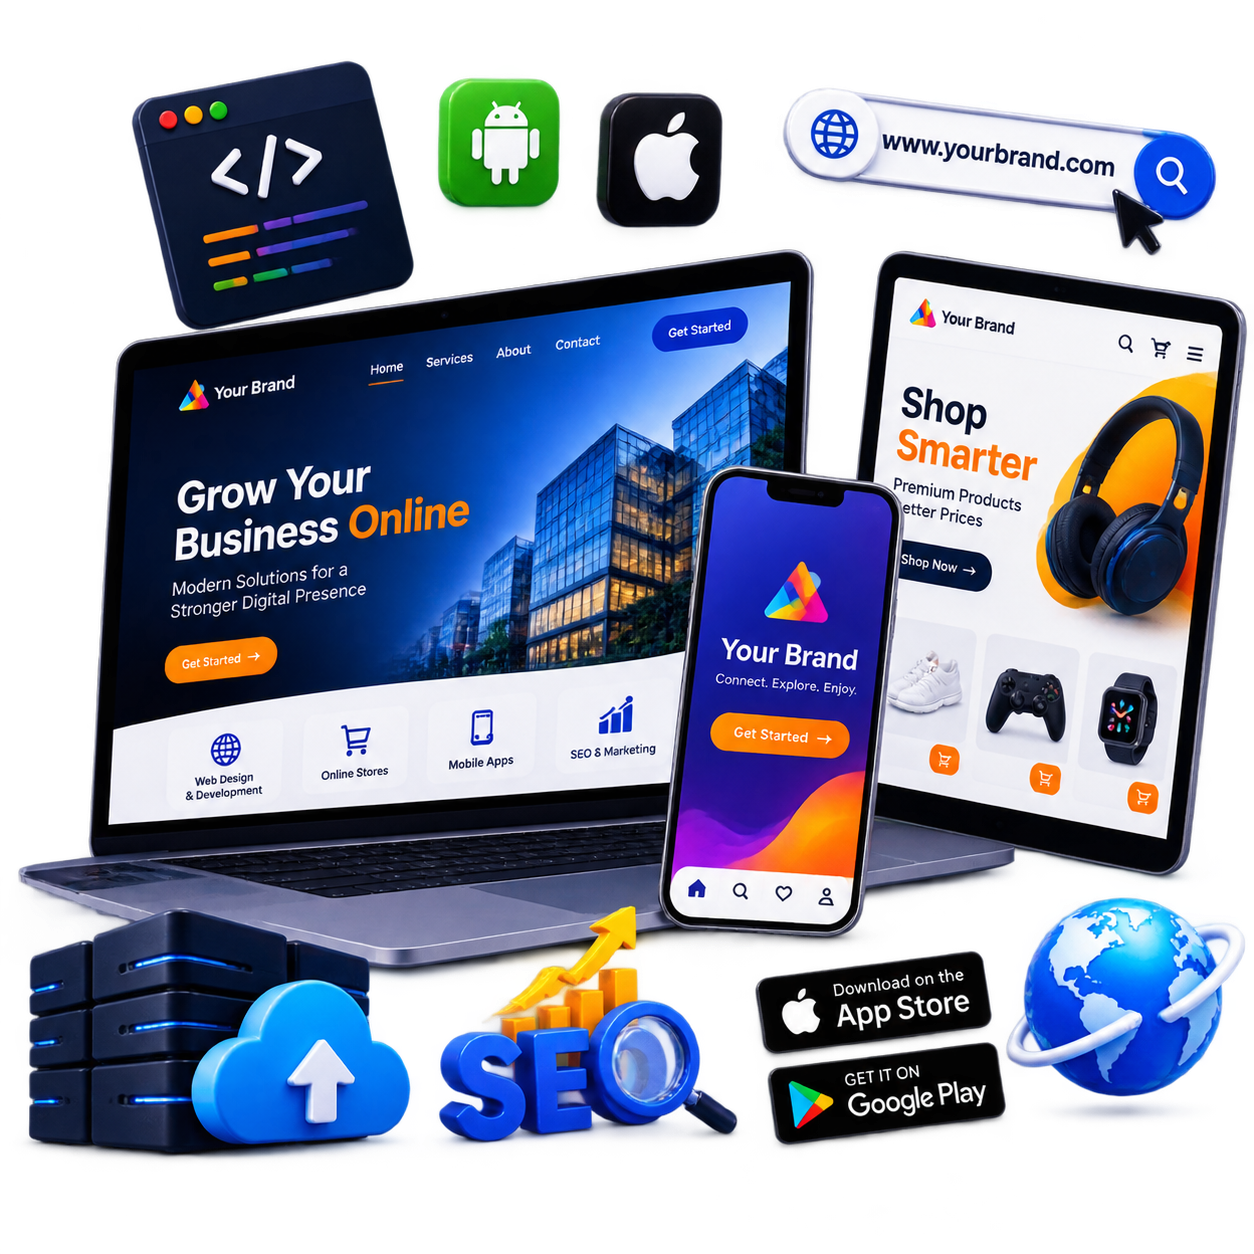 </>
www.yourbrand.com
Your Brand
Home
Services
About
Contact
Get Started
Grow Your
Business Online
Modern Solutions for a
Stronger Digital Presence
Get Started →
Web Design
& Development
Online Stores
Mobile Apps
SEO & Marketing
Your Brand
Connect. Explore. Enjoy.
Get Started →
Your Brand
Shop
Smarter
Premium Products
etter Prices
Shop Now →
SEO
Download on the
App Store
GET IT ON
Google Play